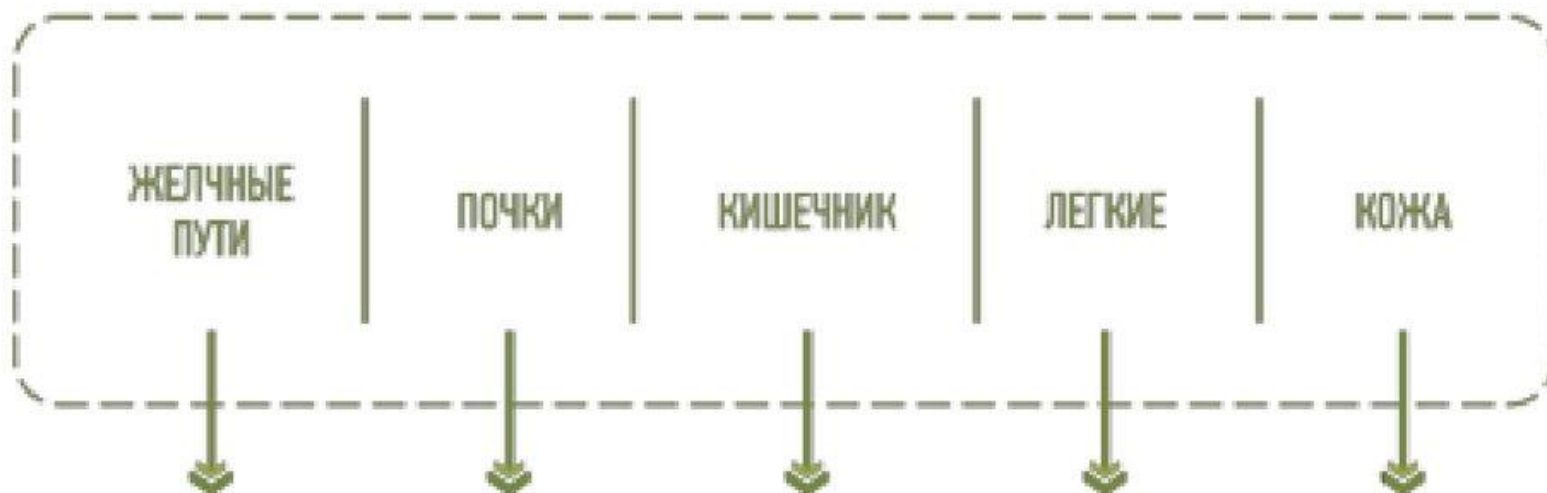 ЖЕЛЧНЫЕ
ПУТИ
ПОЧКИ
КИШЕЧНИК
ЛЕГКИЕ
КОЖА